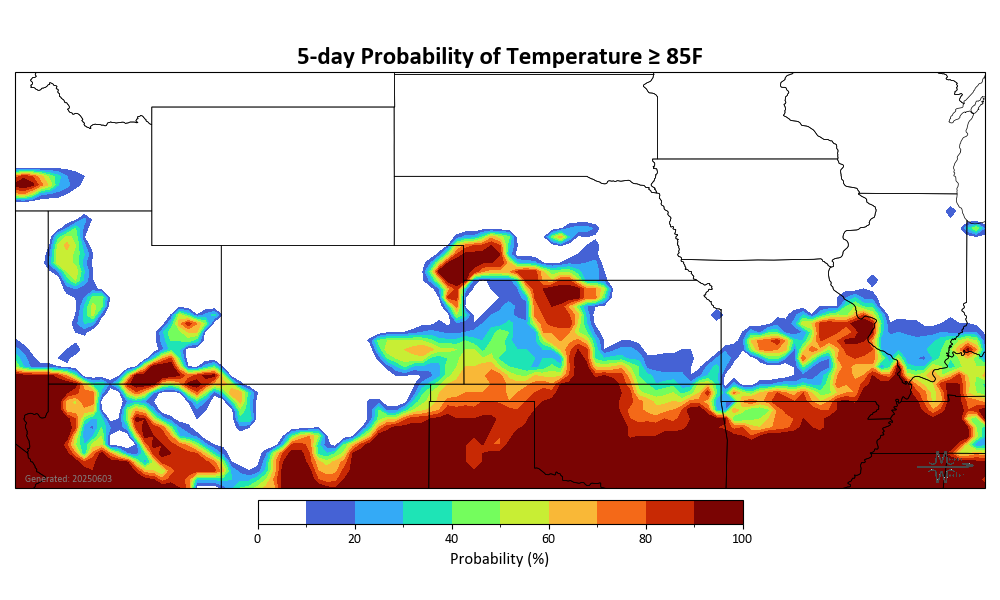 5-day Probability of Temperature ≥ 85F
Generated: 20250603
0 20 40 60 80 100
Probability (%)